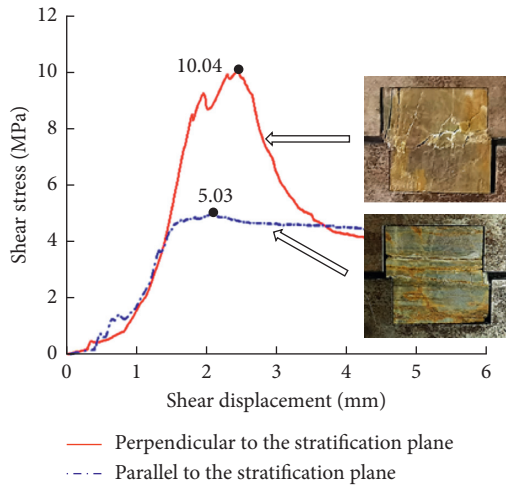 12
10
8
6
4
2
0
Shear stress (MPa)
10.04
5.03
0 1 2 3 4 5 6
Shear displacement (mm)
Perpendicular to the stratification plane
Parallel to the stratification plane